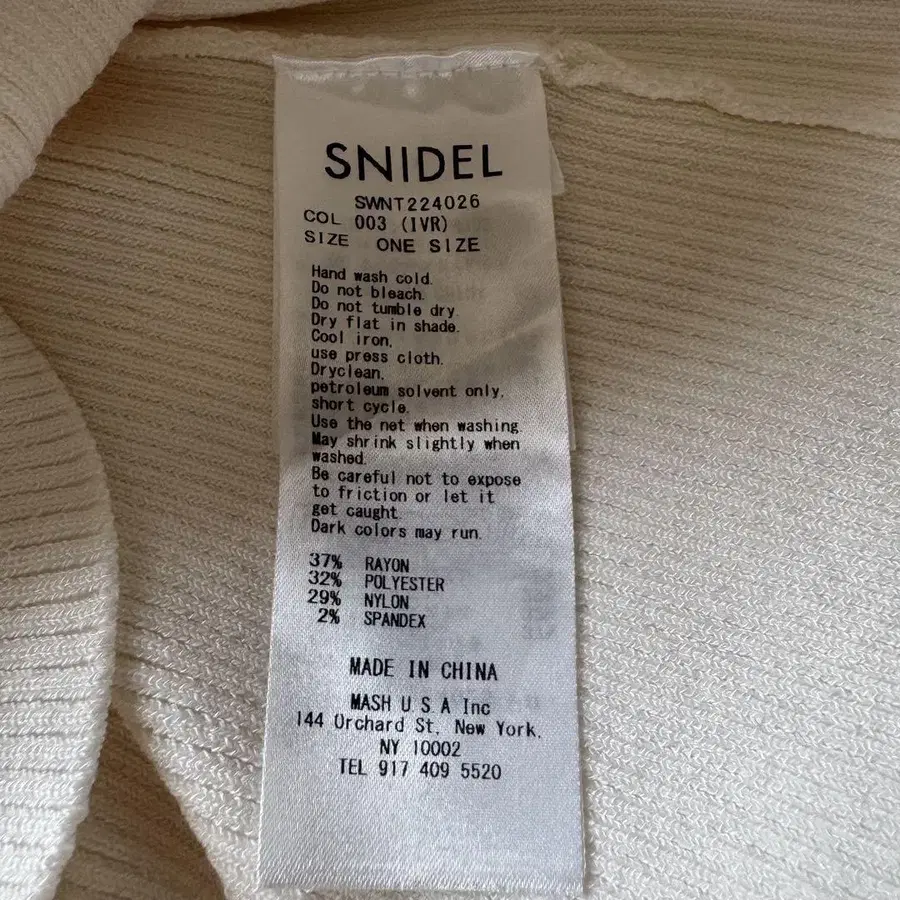 SNIDEL
SWNT224026
COL 003 (IVR)
SIZE ONE SIZE
Hand wash cold.
Do not bleach.
Do not tumble dry.
Dry flat in shade.
Cool iron,
use press cloth.
Dryclean,
petroleum solvent only,
short cycle.
Use the net when washing.
May shrink slightly when
washed.
Be careful not to expose
to friction or let it
get caught.
Dark colors may run.
37% RAYON
32% POLYESTER
29% NYLON
2% SPANDEX
MADE IN CHINA
MASH U.S.A Inc
144 Orchard St, New York,
NY 10002
TEL 917 409 5520